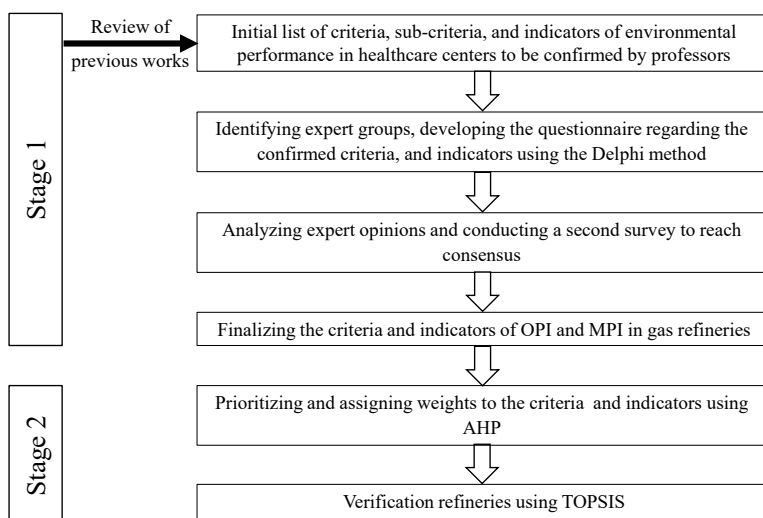 Stage 1
Review of
previous works
Initial list of criteria, sub-criteria, and indicators of environmental
performance in healthcare centers to be confirmed by professors
Identifying expert groups, developing the questionnaire regarding the
confirmed criteria, and indicators using the Delphi method
Analyzing expert opinions and conducting a second survey to reach
consensus
Finalizing the criteria and indicators of OPI and MPI in gas refineries
Stage 2
Prioritizing and assigning weights to the criteria and indicators using
AHP
Verification refineries using TOPSIS